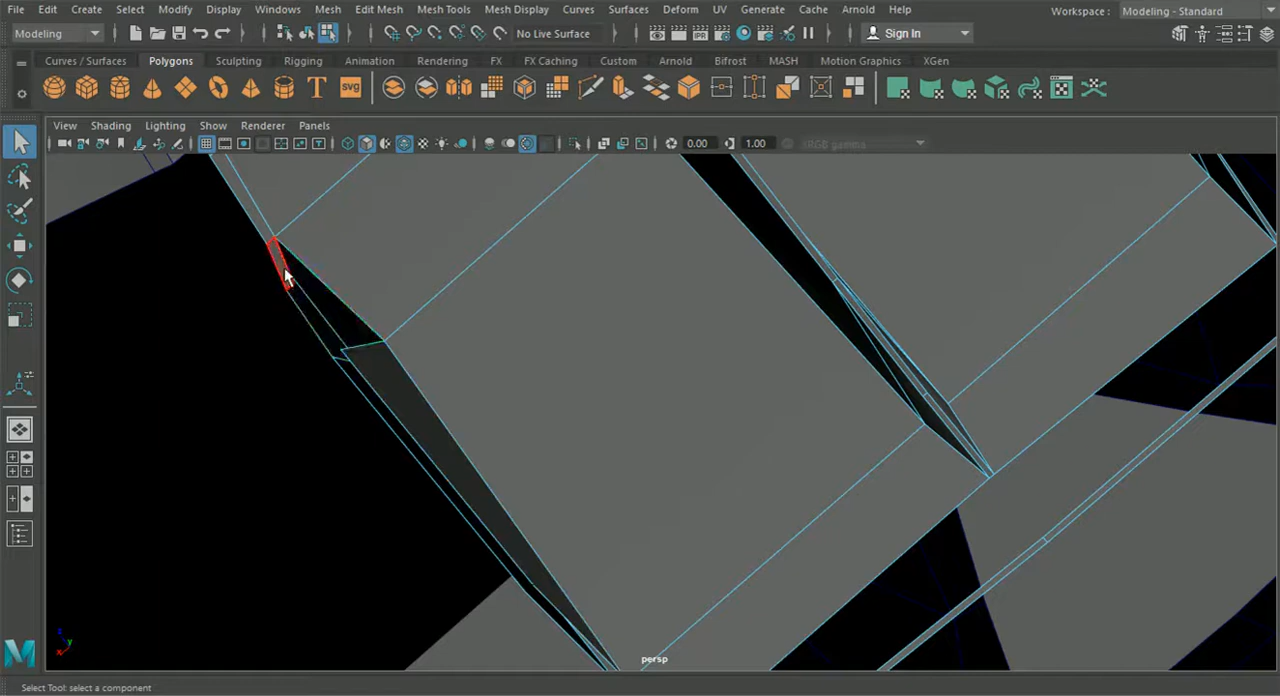 File Edit Create Select Modify Display Windows Mesh Edit Mesh Mesh Tools Mesh Display Curves Surfaces Deform UV Generate Cache Arnold Help Workspace : Modeling - Standard
Modeling No Live Surface Sign In
Curves / Surfaces Polygons Sculpting Rigging Animation Rendering FX FX Caching Custom Arnold Bifrost MASH Motion Graphics XGen
T SVG
View Shading Lighting Show Renderer Panels
0.00 1.00 sRGB gamma
z
y
x
persp
M
Select Tool: select a component